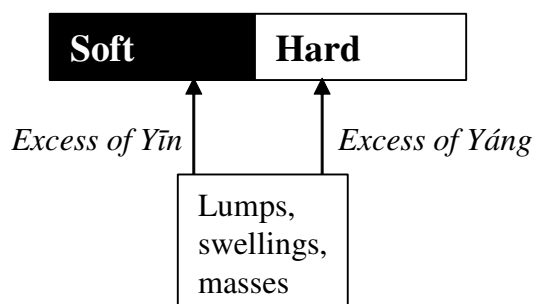 Soft Hard
Excess of Yīn Excess of Yáng
Lumps,
swellings,
masses